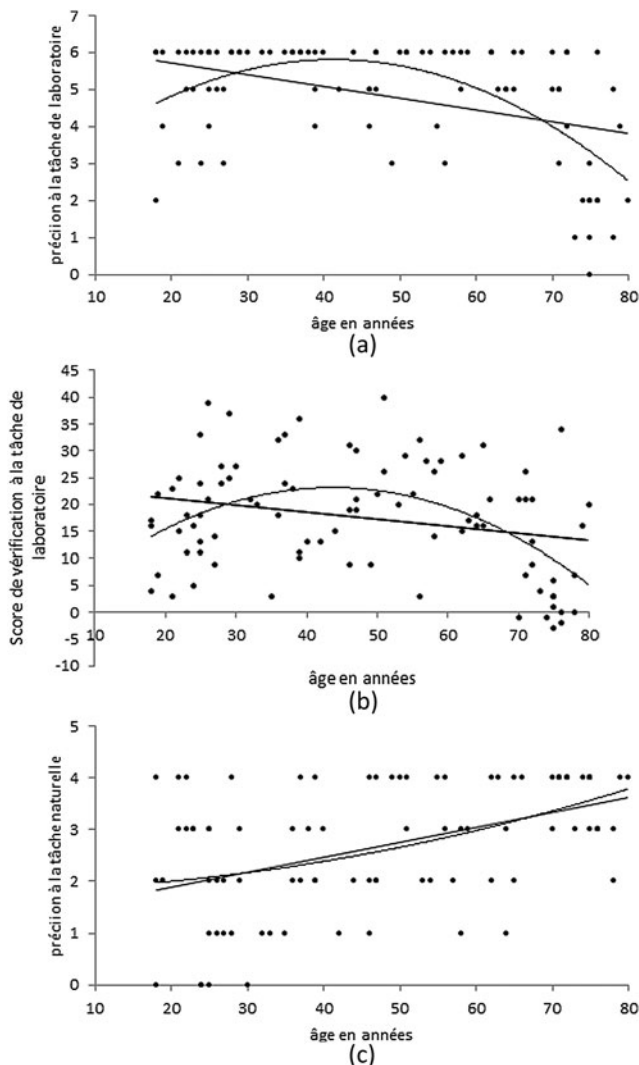 précision à la tâche de laboratoire
7
6
5
4
3
2
1
0
10 20 30 40 50 60 70 80
âge en années
(a)
Score de vérification à la tâche de
laboratoire
45
40
35
30
25
20
15
10
5
0
-5
-10
10 20 30 40 50 60 70 80
âge en années
(b)
préciion à la tâche naturelle
5
4
3
2
1
0
10 20 30 40 50 60 70 80
âge en années
(c)